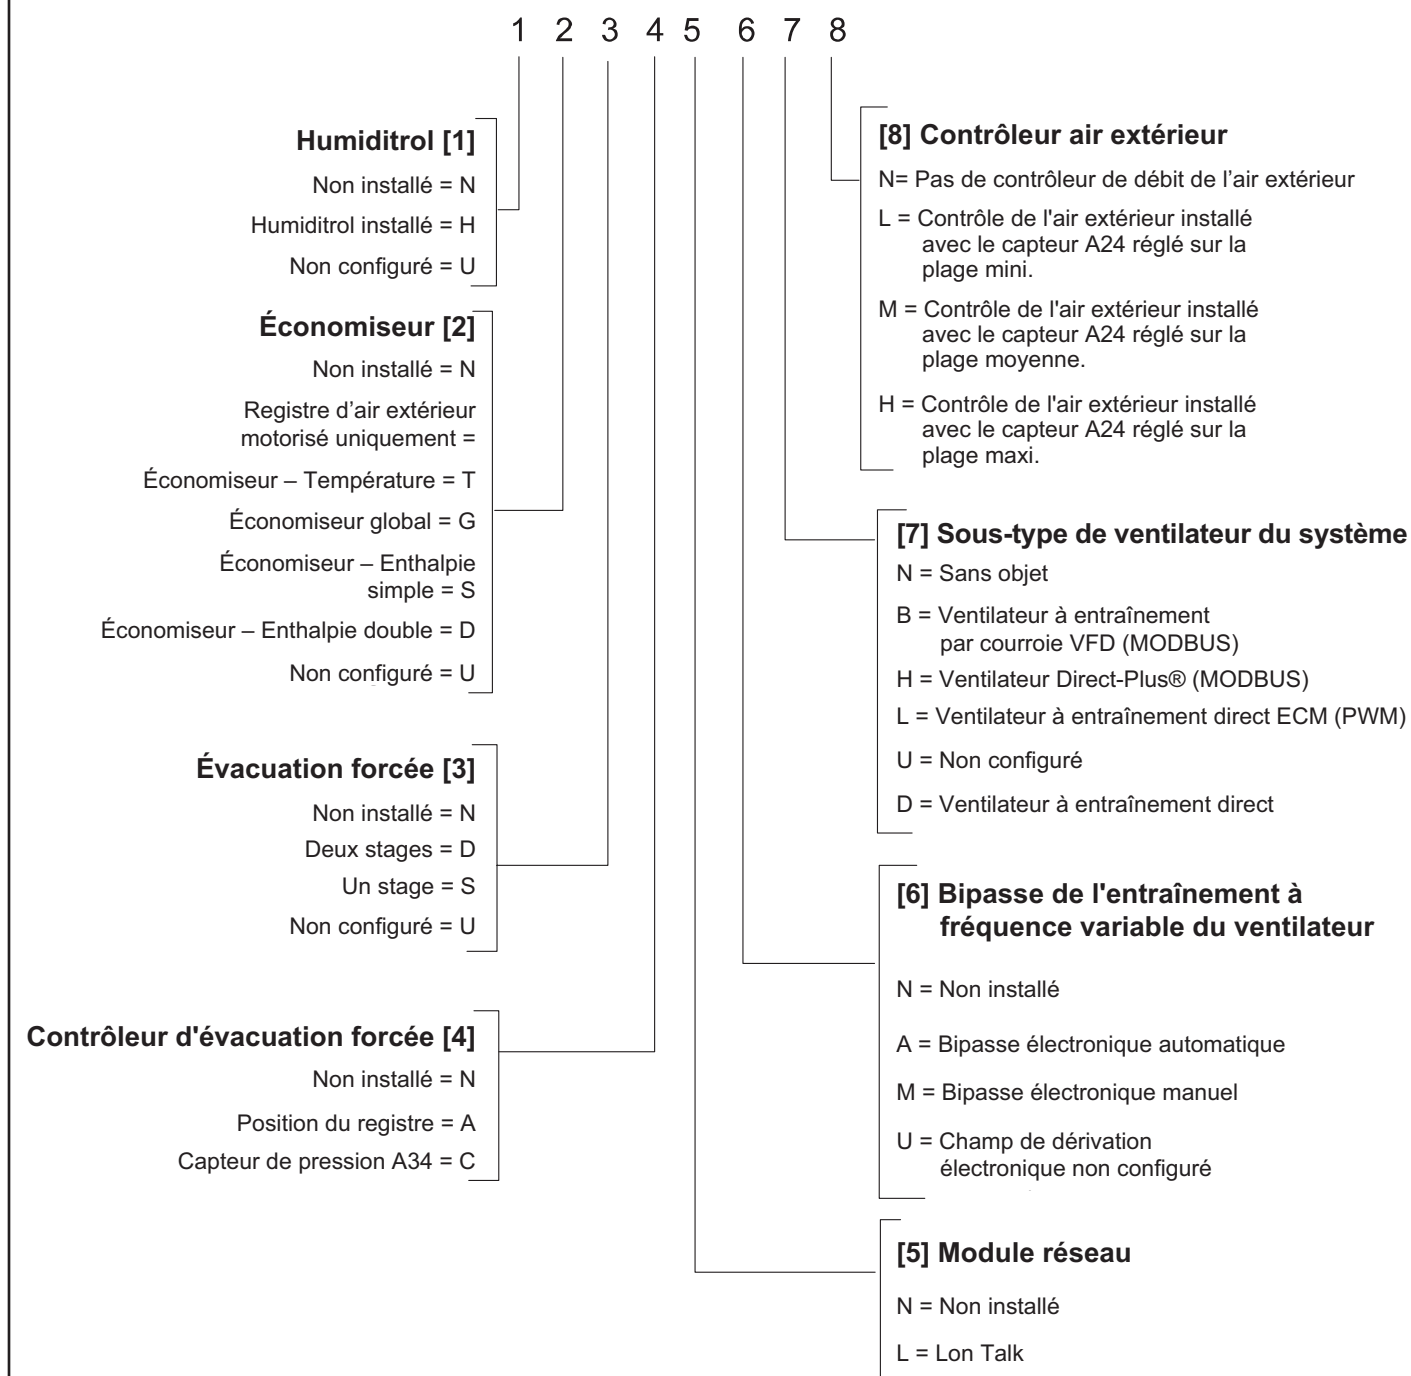 1 2 3 4 5 6 7 8
Humiditrol [1]
Non installé = N
Humiditrol installé = H
Non configuré = U
Économiseur [2]
Non installé = N
Registre d’air extérieur
motorisé uniquement =
Économiseur – Température = T
Économiseur global = G
Économiseur – Enthalpie
simple = S
Économiseur – Enthalpie double = D
Non configuré = U
Évacuation forcée [3]
Non installé = N
Deux stages = D
Un stage = S
Non configuré = U
Contrôleur d'évacuation forcée [4]
Non installé = N
Position du registre = A
Capteur de pression A34 = C
[8] Contrôleur air extérieur
N= Pas de contrôleur de débit de l’air extérieur
L = Contrôle de l'air extérieur installé
avec le capteur A24 réglé sur la
plage mini.
M = Contrôle de l'air extérieur installé
avec le capteur A24 réglé sur la
plage moyenne.
H = Contrôle de l'air extérieur installé
avec le capteur A24 réglé sur la
plage maxi.
[7] Sous-type de ventilateur du système
N = Sans objet
B = Ventilateur à entraînement
par courroie VFD (MODBUS)
H = Ventilateur Direct-Plus® (MODBUS)
L = Ventilateur à entraînement direct ECM (PWM)
U = Non configuré
D = Ventilateur à entraînement direct
[6] Bipasse de l'entraînement à
fréquence variable du ventilateur
N = Non installé
A = Bipasse électronique automatique
M = Bipasse électronique manuel
U = Champ de dérivation
électronique non configuré
[5] Module réseau
N = Non installé
L = Lon Talk